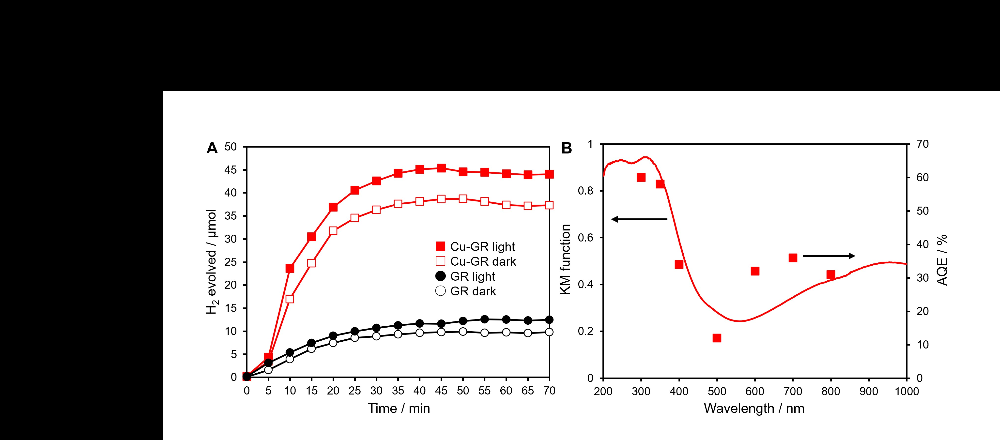 A
50
45
40
35
30
25
20
15
10
5
0
H₂ evolved / µmol
Cu-GR light
Cu-GR dark
GR light
GR dark
0 5 10 15 20 25 30 35 40 45 50 55 60 65 70
Time / min
B
1
0.8
0.6
0.4
0.2
0
KM function
70
60
50
40
30
20
10
0
AQE / %
200 300 400 500 600 700 800 900 1000
Wavelength / nm